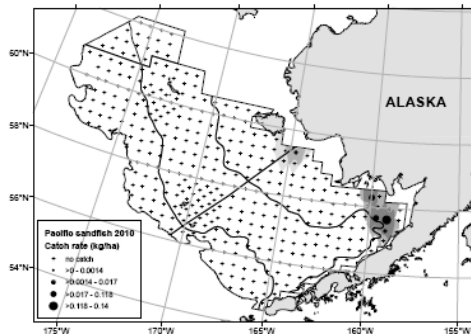 60°N
58°N
56°N
54°N
ALASKA
Pacific sandfish 2010
Catch rate (kg/ha)
no catch
>0 - 0.0014
>0.0014 - 0.017
>0.017 - 0.118
>0.118 - 0.14
175°W
170°W
165°W
160°W
155°W